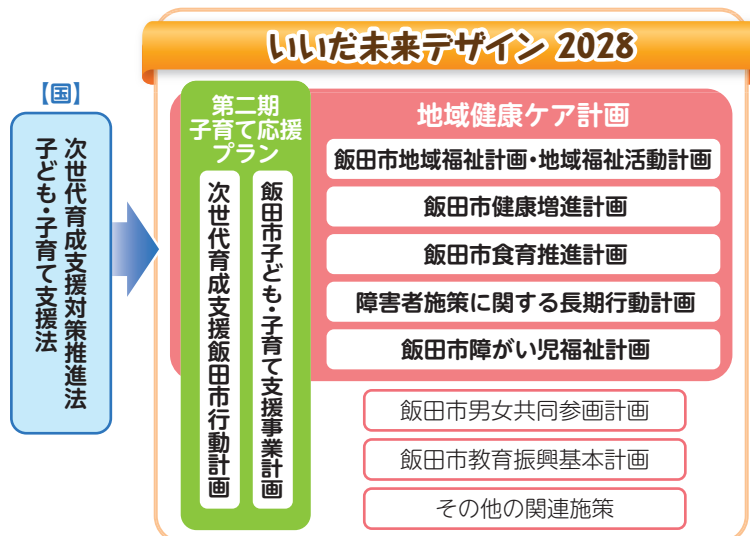 いいだ未来デザイン 2028
【国】
次世代育成支援対策推進法
子ども・子育て支援法
第二期
子育て応援
プラン
飯田市子ども・子育て支援事業計画
次世代育成支援飯田市行動計画
地域健康ケア計画
飯田市地域福祉計画・地域福祉活動計画
飯田市健康増進計画
飯田市食育推進計画
障害者施策に関する長期行動計画
飯田市障がい児福祉計画
飯田市男女共同参画計画
飯田市教育振興基本計画
その他の関連施策